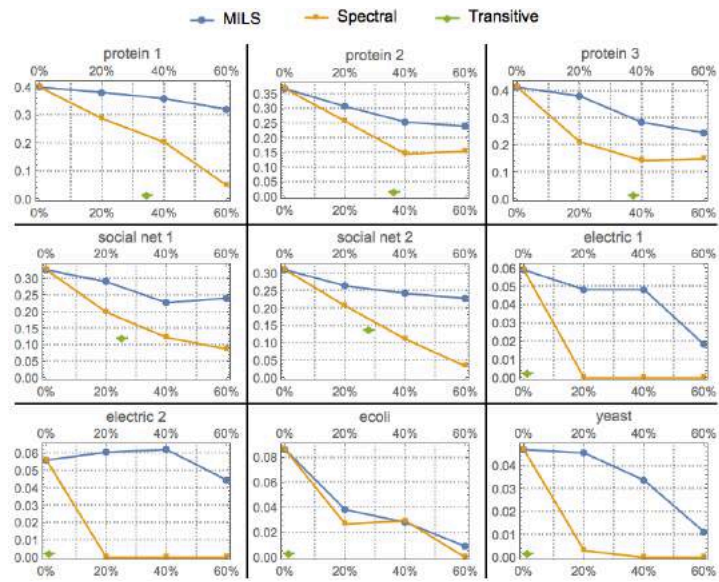 MILS Spectral Transitive
protein 1 protein 2 protein 3
0% 20% 40% 60% 0% 20% 40% 60% 0% 20% 40% 60%
0.4 0.35 0.4
0.3 0.30 0.3
0.25
0.2 0.20 0.2
0.15
0.1 0.10 0.1
0.05
0.0 0.00 0.0
0% 20% 40% 60% 0% 20% 40% 60% 0% 20% 40% 60%
social net 1 social net 2 electric 1
0% 20% 40% 60% 0% 20% 40% 60% 0% 20% 40% 60%
0.30 0.30 0.06
0.25 0.25 0.05
0.20 0.20 0.04
0.15 0.15 0.03
0.10 0.10 0.02
0.05 0.05 0.01
0.00 0.00 0.00
0% 20% 40% 60% 0% 20% 40% 60% 0% 20% 40% 60%
electric 2 ecoli yeast
0% 20% 40% 60% 0% 20% 40% 60% 0% 20% 40% 60%
0.06 0.08 0.04
0.05 0.06 0.03
0.04
0.03 0.04 0.02
0.02 0.02 0.01
0.01
0.00 0.00 0.00
0% 20% 40% 60% 0% 20% 40% 60% 0% 20% 40% 60%